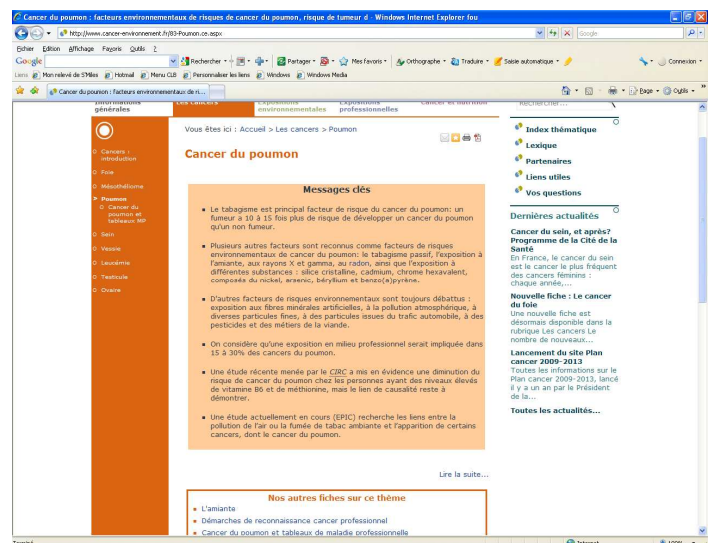 Cancer du poumon : facteurs environnementaux de risques de cancer du poumon, risque de tumeur d - Windows Internet Explorer fou
http://www.cancer-environnement.fr/83-Poumon.ce.aspx
Google
Echier Edition Affichage Favoris Outils ?
Google
Rechercher
Partager
Mes favoris
Orthographe
Traduire
Saisie automatique
Connexion
Liens
Mon relevé de S'Miles
Hotmail
Menu CLB
Personnaliser les liens
Windows
Windows Media
Cancer du poumon : facteurs environnementaux de ri...
Page
Outils
Informations générales
Les cancers
Expositions environnementales
Expositions professionnelles
Cancer et nutrition
Rechercher...
Cancers :
introduction
Foie
Mésothéliome
Poumon
Cancer du
poumon et
tableaux MP
Sein
Vessie
Leucémie
Testicule
Ovaire
Vous êtes ici : Accueil > Les cancers > Poumon
Cancer du poumon
Messages clés
Le tabagisme est principal facteur de risque du cancer du poumon: un
fumeur a 10 à 15 fois plus de risque de développer un cancer du poumon
qu'un non fumeur.
Plusieurs autres facteurs sont reconnus comme facteurs de risques
environnementaux de cancer du poumon: le tabagisme passif, l'exposition à
l'amiante, aux rayons X et gamma, au radon, ainsi que l'exposition à
différentes substances : silice cristalline, cadmium, chrome hexavalent,
composés du nickel, arsenic, béryllium et benzo(a)pyrène.
D'autres facteurs de risques environnementaux sont toujours débattus :
exposition aux fibres minérales artificielles, à la pollution atmosphérique, à
diverses particules fines, à des particules issues du trafic automobile, à des
pesticides et des métiers de la viande.
On considère qu'une exposition en milieu professionnel serait impliquée dans
15 à 30% des cancers du poumon.
Une étude récente menée par le CIRC a mis en évidence une diminution du
risque de cancer du poumon chez les personnes ayant des niveaux élevés
de vitamine B6 et de méthionine, mais le lien de causalité reste à
démontrer.
Une étude actuellement en cours (EPIC) recherche les liens entre la
pollution de l'air ou la fumée de tabac ambiante et l'apparition de certains
cancers, dont le cancer du poumon.
Lire la suite...
Nos autres fiches sur ce thème
L'amiante
Démarches de reconnaissance cancer professionnel
Cancer du poumon et tableaux de maladie professionnelle
Index thématique
Lexique
Partenaires
Liens utiles
Vos questions
Dernières actualités
Cancer du sein, et après?
Programme de la Cité de la
Santé
En France, le cancer du sein
est le cancer le plus fréquent
des cancers féminins :
chaque année,...
Nouvelle fiche : Le cancer
du foie
Une nouvelle fiche est
désormais disponible dans la
rubrique Les cancers Le
nombre de nouveaux...
Lancement du site Plan
cancer 2009-2013
Toutes les informations sur le
Plan cancer 2009-2013, lancé
il y a un an par le Président
de la...
Toutes les actualités...
Terminé
Internet
100%